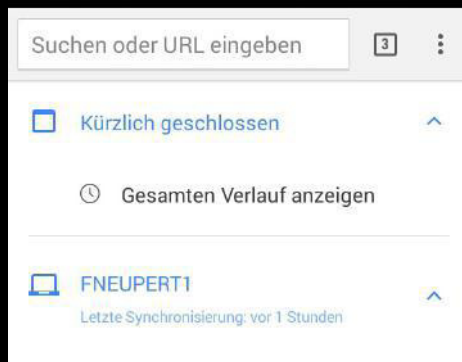 Suchen oder URL eingeben
3
Kürzlich geschlossen
Gesamten Verlauf anzeigen
FNEUPERT1
Letzte Synchronisierung: vor 1 Stunden